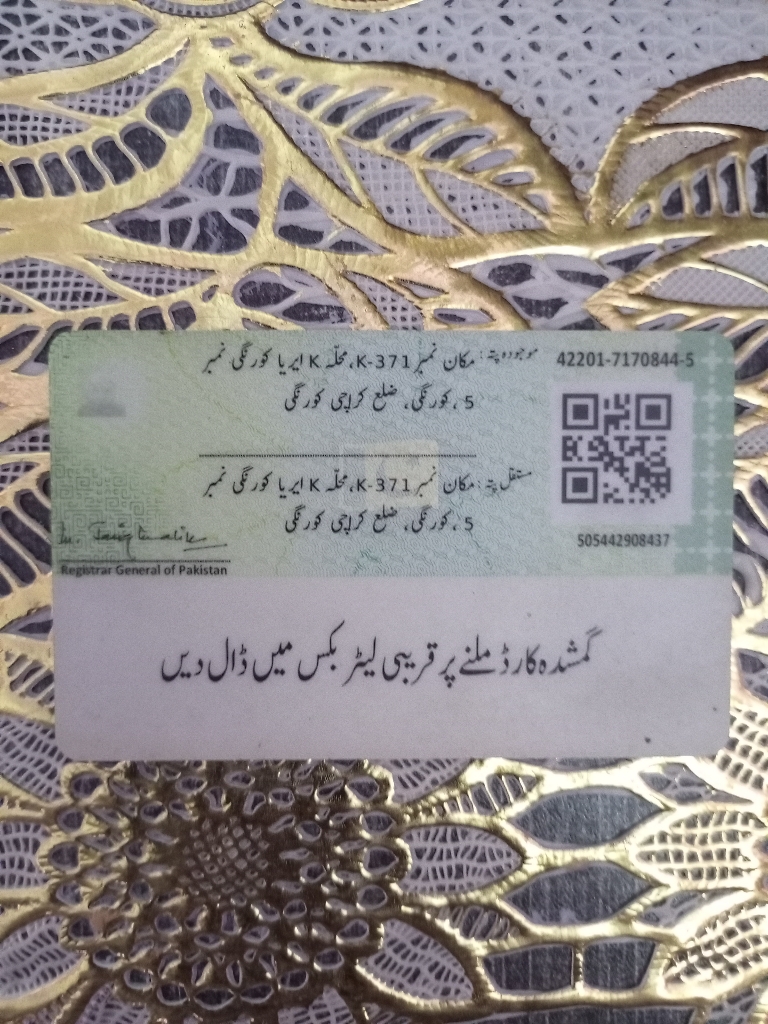 42201-7170844-5
موجودہ پتہ: مکان نمبر K-371، محلّہ K ایریا کورنگی نمبر
5 ،کورنگی، ضلع کراچی کورنگی
مستقل پتہ: مکان نمبر K-371، محلّہ K ایریا کورنگی نمبر
5 ،کورنگی، ضلع کراچی کورنگی
505442908437
Registrar General of Pakistan
گمشدہ کارڈ ملنے پر قریبی لیٹر بکس میں ڈال دیں